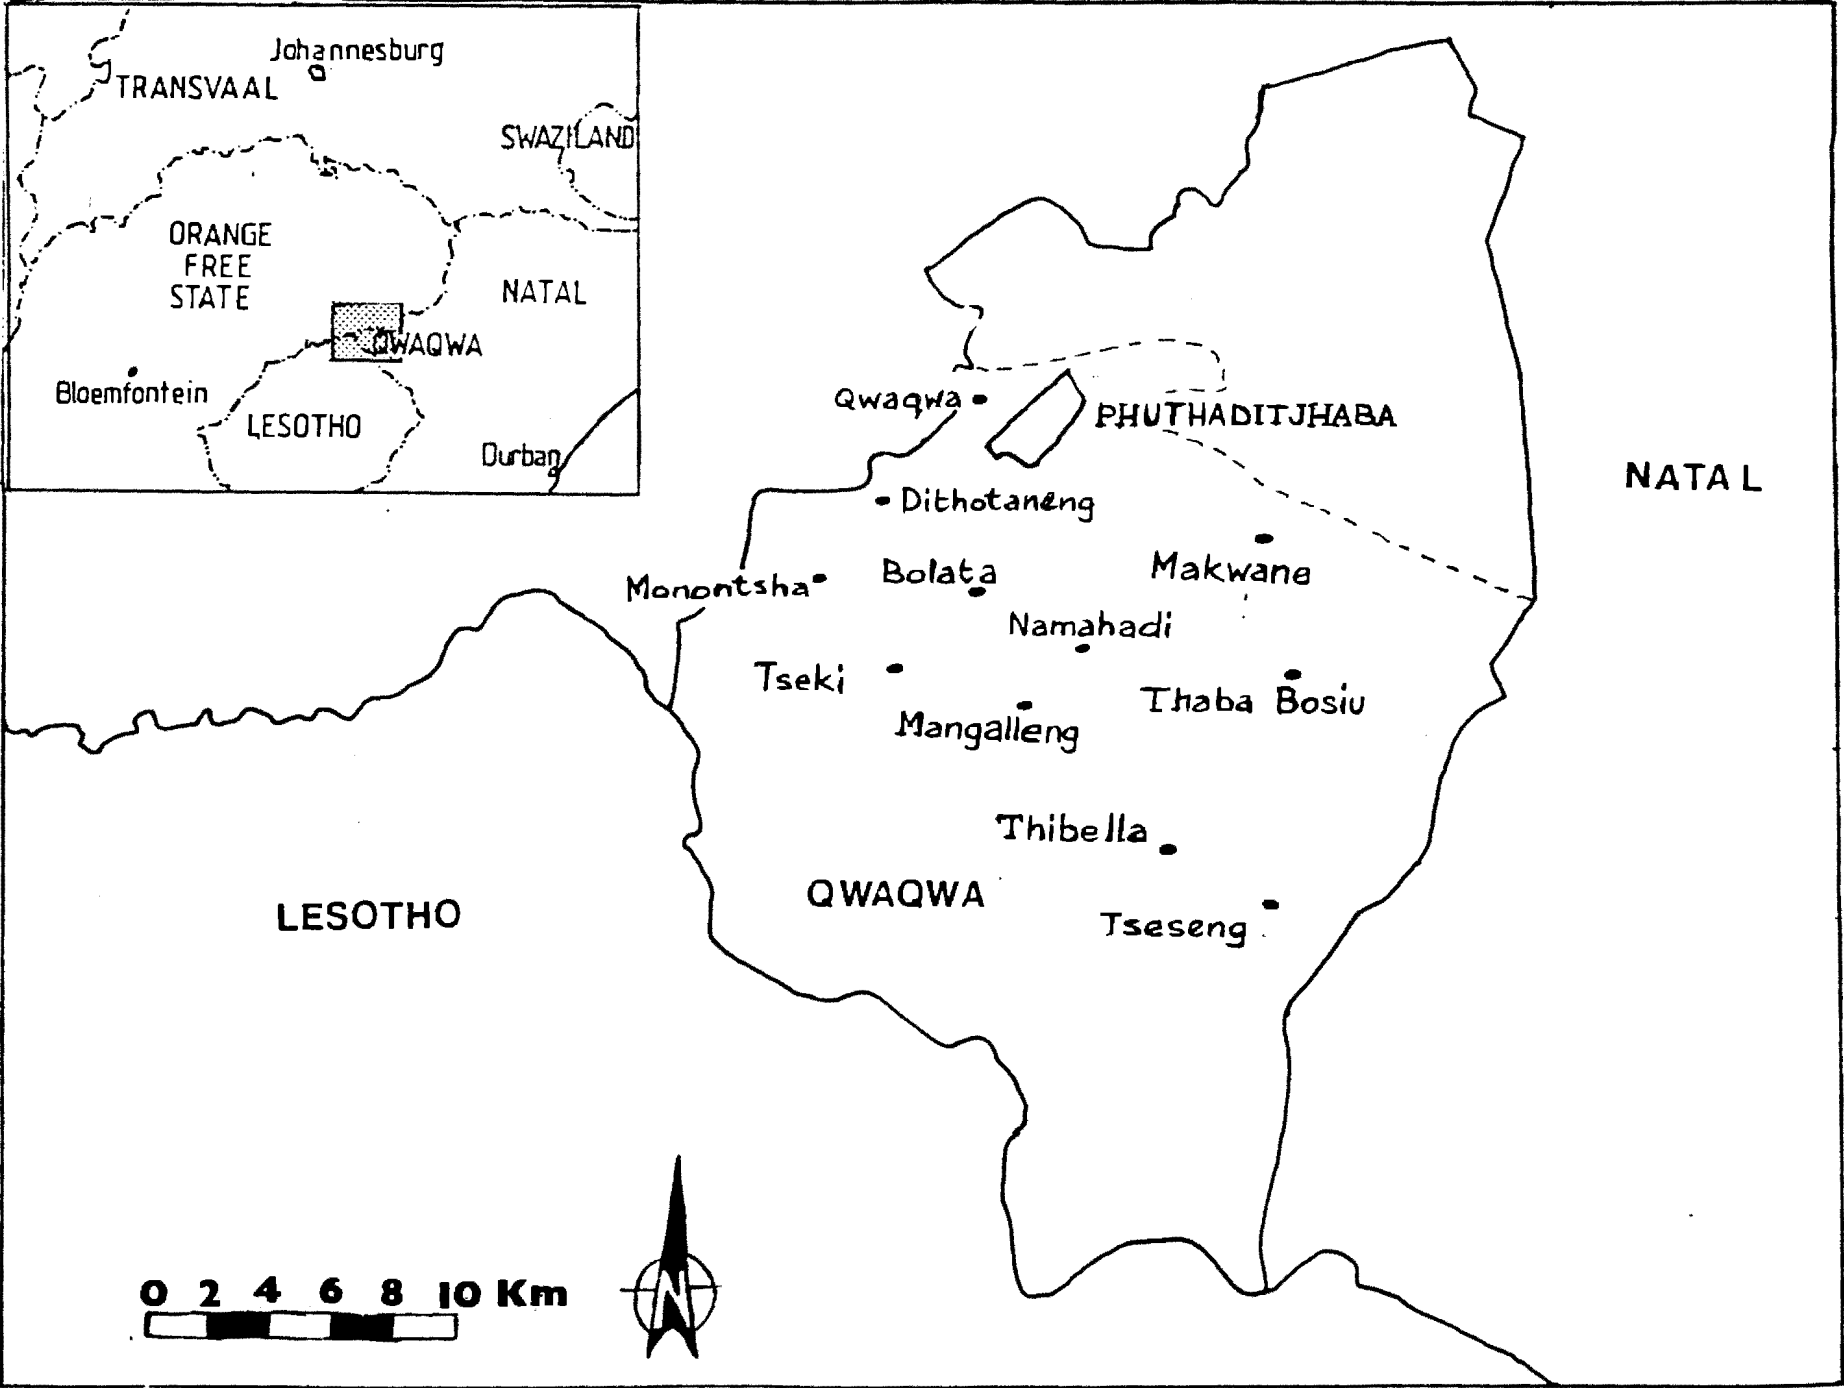 Johannesburg
TRANSVAAL
SWAZILAND
ORANGE
FREE
STATE
NATAL
QWAQWA
Bloemfontein
LESOTHO
Durban
Qwaqwa
PHUTHADITJHABA
NATAL
Dithotaneng
Monontsha
Bolata
Makwane
Namahadi
Tseki
Thaba Bosiu
Mangalleng
Thibella
QWAQWA
LESOTHO
Tseseng
0 2 4 6 8 10 Km
N